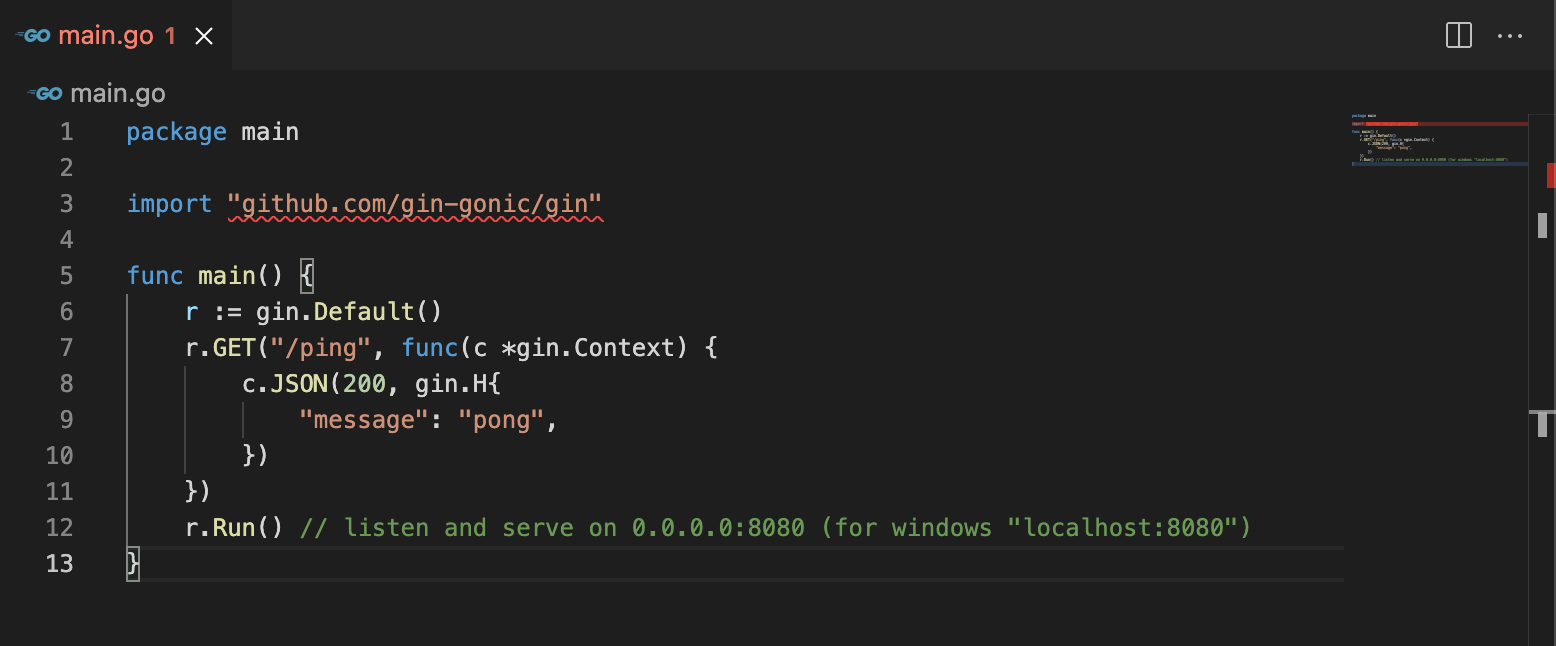 GO main.go 1
GO main.go
1 package main
2
3 import "github.com/gin-gonic/gin"
4
5 func main() {
6     r := gin.Default()
7     r.GET("/ping", func(c *gin.Context) {
8         c.JSON(200, gin.H{
9             "message": "pong",
10         })
11     })
12     r.Run() // listen and serve on 0.0.0.0:8080 (for windows "localhost:8080")
13 }